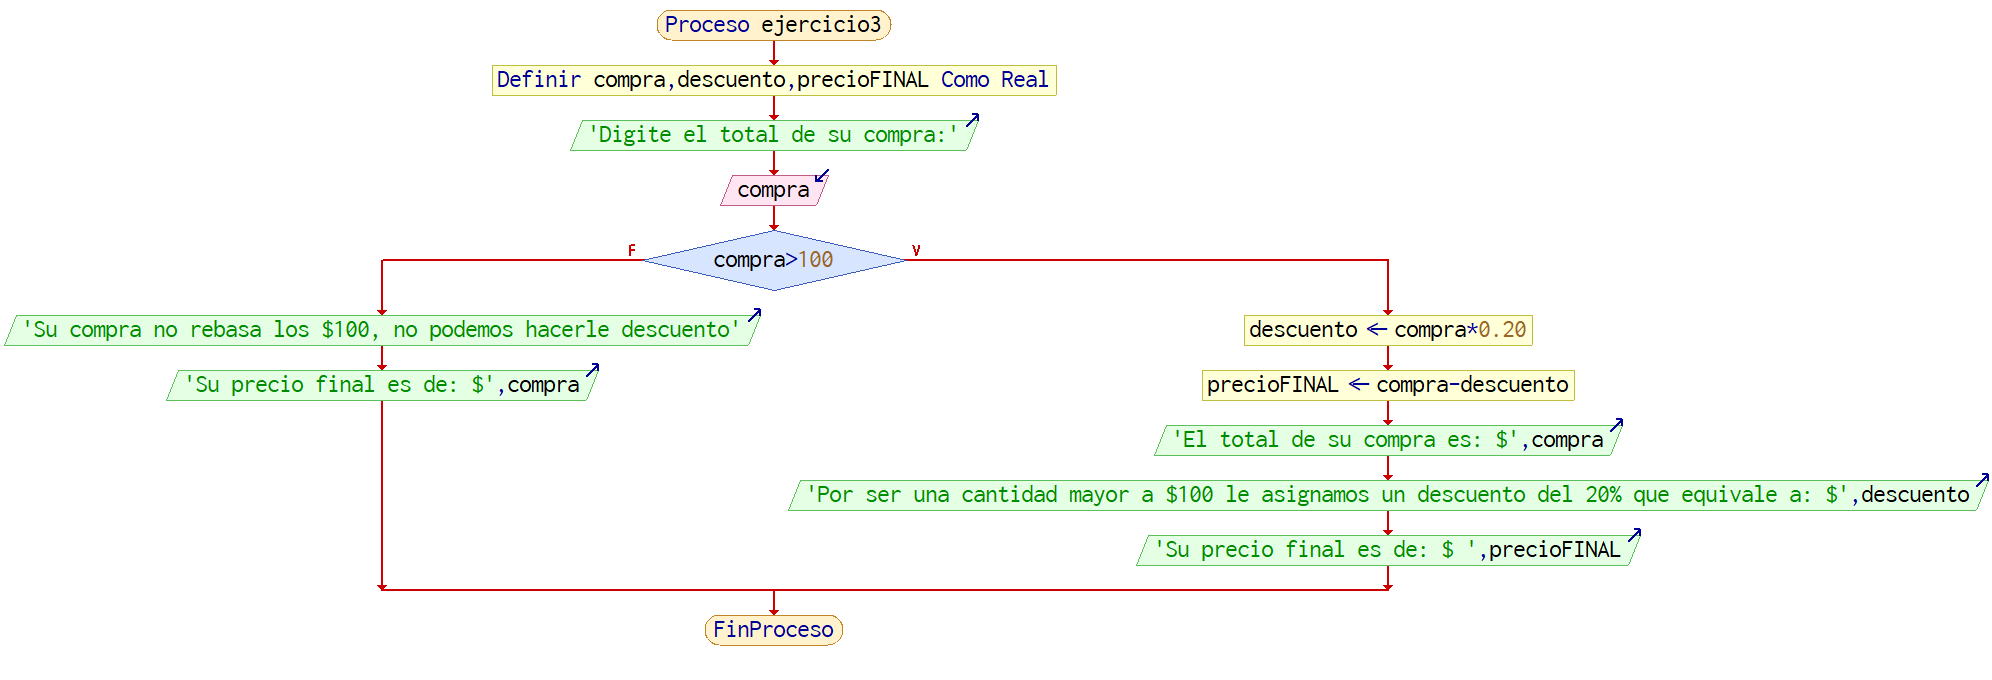 Proceso ejercicio3
Definir compra,descuento,precioFINAL Como Real
'Digite el total de su compra:'
compra
F
compra>100
V
'Su compra no rebasa los $100, no podemos hacerle descuento'
'Su precio final es de: $',compra
descuento ← compra*0.20
precioFINAL ← compra-descuento
'El total de su compra es: $',compra
'Por ser una cantidad mayor a $100 le asignamos un descuento del 20% que equivale a: $',descuento
'Su precio final es de: $ ',precioFINAL
FinProceso